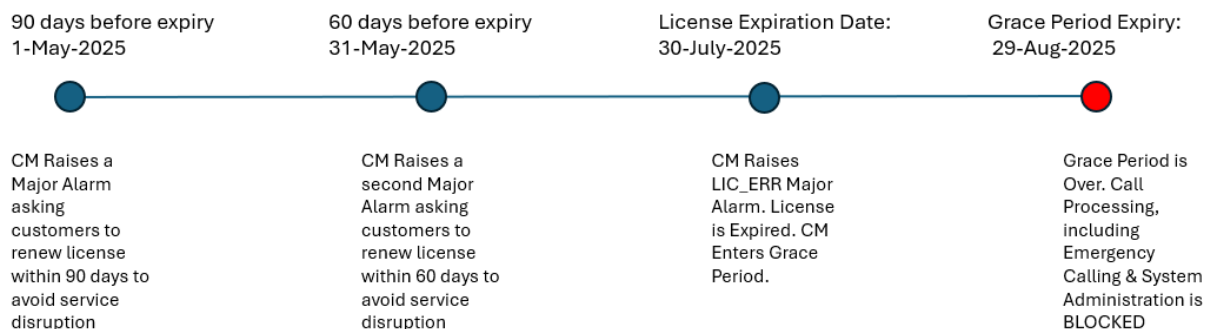 90 days before expiry
1-May-2025
60 days before expiry
31-May-2025
License Expiration Date:
30-July-2025
Grace Period Expiry:
29-Aug-2025
CM Raises a
Major Alarm
asking
customers to
renew license
within 90 days to
avoid service
disruption
CM Raises a
second Major
Alarm asking
customers to
renew license
within 60 days to
avoid service
disruption
CM Raises
LIC_ERR Major
Alarm. License
is Expired. CM
Enters Grace
Period.
Grace Period is
Over. Call
Processing,
including
Emergency
Calling & System
Administration is
BLOCKED